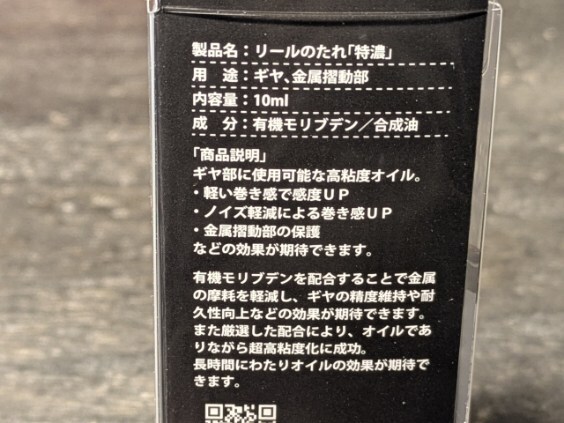 製品名：リールのたれ「特濃」
用　途：ギヤ、金属摺動部
内容量：10ml
成　分：有機モリブデン／合成油
「商品説明」
ギヤ部に使用可能な高粘度オイル。
・軽い巻き感で感度ＵＰ
・ノイズ軽減による巻き感ＵＰ
・金属摺動部の保護
などの効果が期待できます。
有機モリブデンを配合することで金属
の摩耗を軽減し、ギヤの精度維持や耐
久性向上などの効果が期待できます。
また厳選した配合により、オイルであ
りながら超高粘度化に成功。
長時間にわたりオイルの効果が期待で
きます。